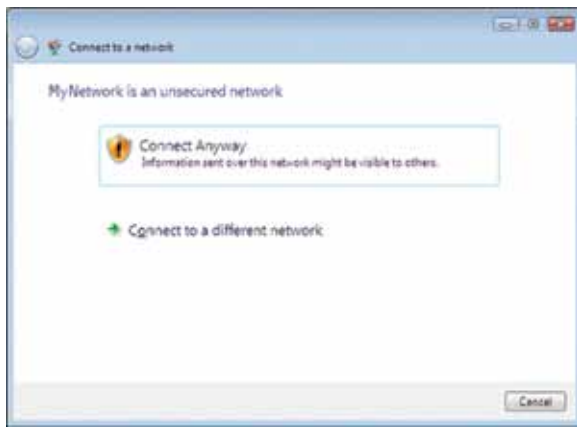 Connect to a network
MyNetwork is an unsecured network
Connect Anyway
Information sent over this network might be visible to others.
Connect to a different network
Cancel